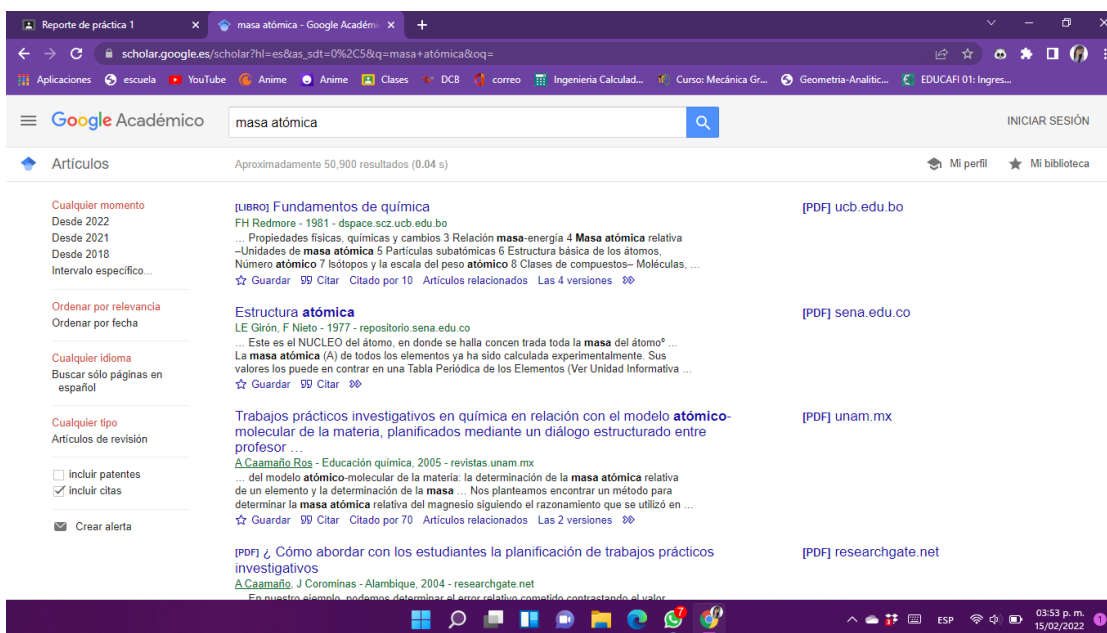 Reporte de práctica 1
masa atómica - Google Académi
scholar.google.es/scholar?hl=es&as_sdt=0%2C5&q=masa+atómica&oq=
Aplicaciones escuela YouTube Anime Anime Clases DCB correo Ingenieria Calculad... Curso: Mecánica Gr... Geometria-Analitic... EDUCAFI 01: Ingres...
Google Académico
masa atómica
INICIAR SESIÓN
Artículos
Aproximadamente 50,900 resultados (0.04 s)
Mi perfil
Mi biblioteca
Cualquier momento
Desde 2022
Desde 2021
Desde 2018
Intervalo específico...
Ordenar por relevancia
Ordenar por fecha
Cualquier idioma
Buscar sólo páginas en
español
Cualquier tipo
Artículos de revisión
incluir patentes
incluir citas
Crear alerta
[LIBRO] Fundamentos de química
[PDF] ucb.edu.bo
FH Redmore - 1981 - dspace.scz.ucb.edu.bo
... Propiedades físicas, químicas y cambios 3 Relación masa-energía 4 Masa atómica relativa
–Unidades de masa atómica 5 Partículas subatómicas 6 Estructura básica de los átomos,
Número atómico 7 Isótopos y la escala del peso atómico 8 Clases de compuestos– Moléculas, ...
Guardar Citar Citado por 10 Artículos relacionados Las 4 versiones
Estructura atómica
[PDF] sena.edu.co
LE Girón, F Nieto - 1977 - repositorio.sena.edu.co
... Este es el NUCLEO del átomo, en donde se halla concen trada toda la masa del átomoº ...
La masa atómica (A) de todos los elementos ya ha sido calculada experimentalmente. Sus
valores los puede en contrar en una Tabla Periódica de los Elementos (Ver Unidad Informativa ...
Guardar Citar
Trabajos prácticos investigativos en química en relación con el modelo atómico-
molecular de la materia, planificados mediante un diálogo estructurado entre
profesor ...
[PDF] unam.mx
A Caamaño Ros - Educación química, 2005 - revistas.unam.mx
... del modelo atómico-molecular de la materia: la determinación de la masa atómica relativa
de un elemento y la determinación de la masa ... Nos planteamos encontrar un método para
determinar la masa atómica relativa del magnesio siguiendo el razonamiento que se utilizó en ...
Guardar Citar Citado por 70 Artículos relacionados Las 2 versiones
[PDF] ¿ Cómo abordar con los estudiantes la planificación de trabajos prácticos
investigativos
[PDF] researchgate.net
A Caamaño, J Corominas - Alambique, 2004 - researchgate.net
... En nuestro ejemplo, podemos determinar el error relativo cometido contrastando el valor
7
ESP
03:53 p. m.
15/02/2022
1